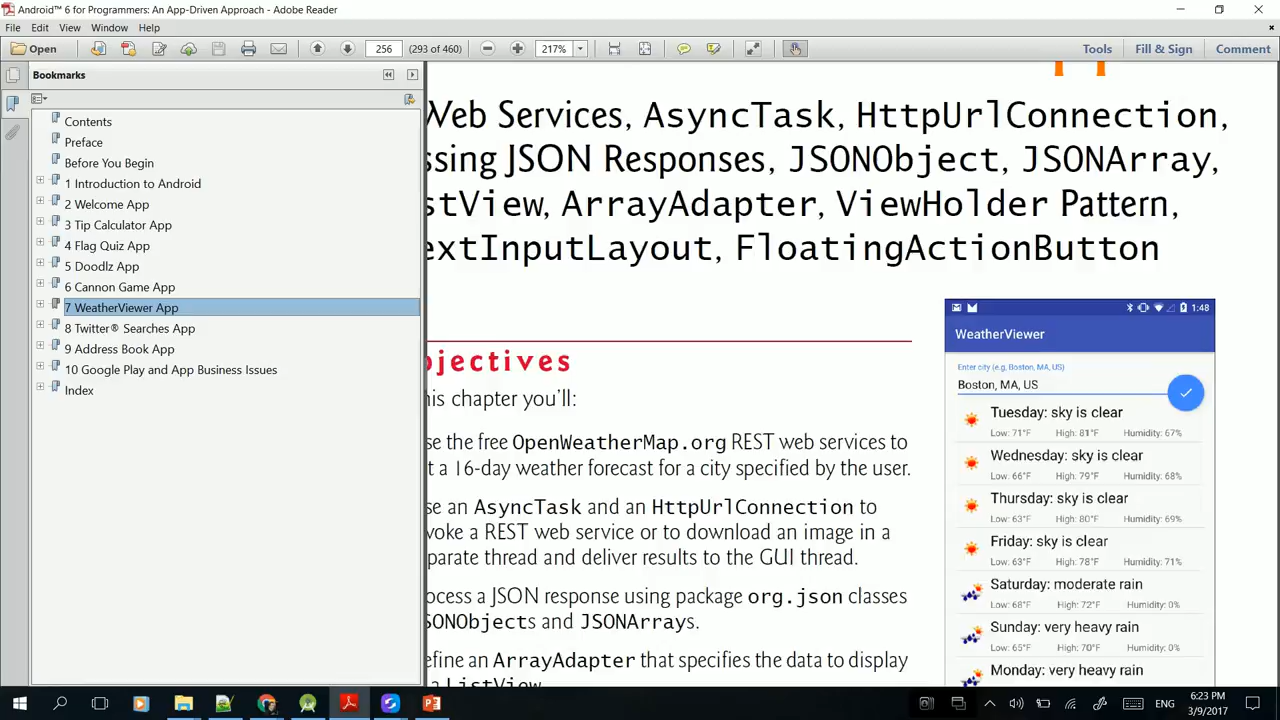 Android™ 6 for Programmers: An App-Driven Approach - Adobe Reader
File Edit View Window Help
Open 256 (293 of 460) 217% Tools Fill & Sign Comment
Bookmarks
Contents
Preface
Before You Begin
1 Introduction to Android
2 Welcome App
3 Tip Calculator App
4 Flag Quiz App
5 Doodlz App
6 Cannon Game App
7 WeatherViewer App
8 Twitter® Searches App
9 Address Book App
10 Google Play and App Business Issues
Index
Web Services, AsyncTask, HttpUrlConnection,
ssing JSON Responses, JSONObject, JSONArray,
stView, ArrayAdapter, ViewHolder Pattern,
extInputLayout, FloatingActionButton
bjectives
his chapter you'll:
se the free OpenWeatherMap.org REST web services to
t a 16-day weather forecast for a city specified by the user.
se an AsyncTask and an HttpUrlConnection to
voke a REST web service or to download an image in a
parate thread and deliver results to the GUI thread.
ocess a JSON response using package org.json classes
SONObjects and JSONArrays.
efine an ArrayAdapter that specifies the data to display
a ListView.
1:48
WeatherViewer
Enter city (e.g, Boston, MA, US)
Boston, MA, US
Tuesday: sky is clear
Low: 71°F High: 81°F Humidity: 67%
Wednesday: sky is clear
Low: 66°F High: 79°F Humidity: 68%
Thursday: sky is clear
Low: 63°F High: 80°F Humidity: 69%
Friday: sky is clear
Low: 63°F High: 78°F Humidity: 71%
Saturday: moderate rain
Low: 68°F High: 72°F Humidity: 0%
Sunday: very heavy rain
Low: 65°F High: 70°F Humidity: 0%
Monday: very heavy rain
6:23 PM
3/9/2017